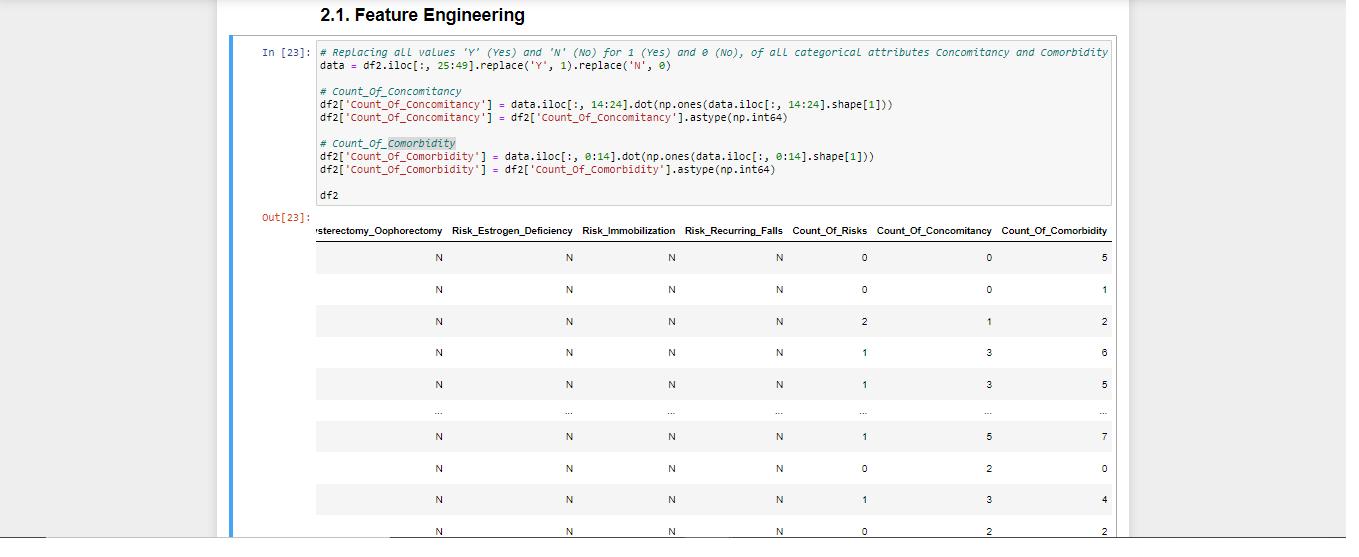 2.1. Feature Engineering
In [23]: # Replacing all values 'Y' (Yes) and 'N' (No) for 1 (Yes) and 0 (No), of all categorical attributes Concomitancy and Comorbidity
data = df2.iloc[:, 25:49].replace('Y', 1).replace('N', 0)
# Count_Of_Concomitancy
df2['Count_Of_Concomitancy'] = data.iloc[:, 14:24].dot(np.ones(data.iloc[:, 14:24].shape[1]))
df2['Count_Of_Concomitancy'] = df2['Count_Of_Concomitancy'].astype(np.int64)
# Count_Of_Comorbidity
df2['Count_Of_Comorbidity'] = data.iloc[:, 0:14].dot(np.ones(data.iloc[:, 0:14].shape[1]))
df2['Count_Of_Comorbidity'] = df2['Count_Of_Comorbidity'].astype(np.int64)
df2
Out[23]:
ysterectomy_Oophorectomy Risk_Estrogen_Deficiency Risk_Immobilization Risk_Recurring_Falls Count_Of_Risks Count_Of_Concomitancy Count_Of_Comorbidity
N N N N 0 0 5
N N N N 0 0 1
N N N N 2 1 2
N N N N 1 3 6
N N N N 1 3 5
... ... ... ... ... ... ...
N N N N 1 5 7
N N N N 0 2 0
N N N N 1 3 4
N N N N 0 2 2